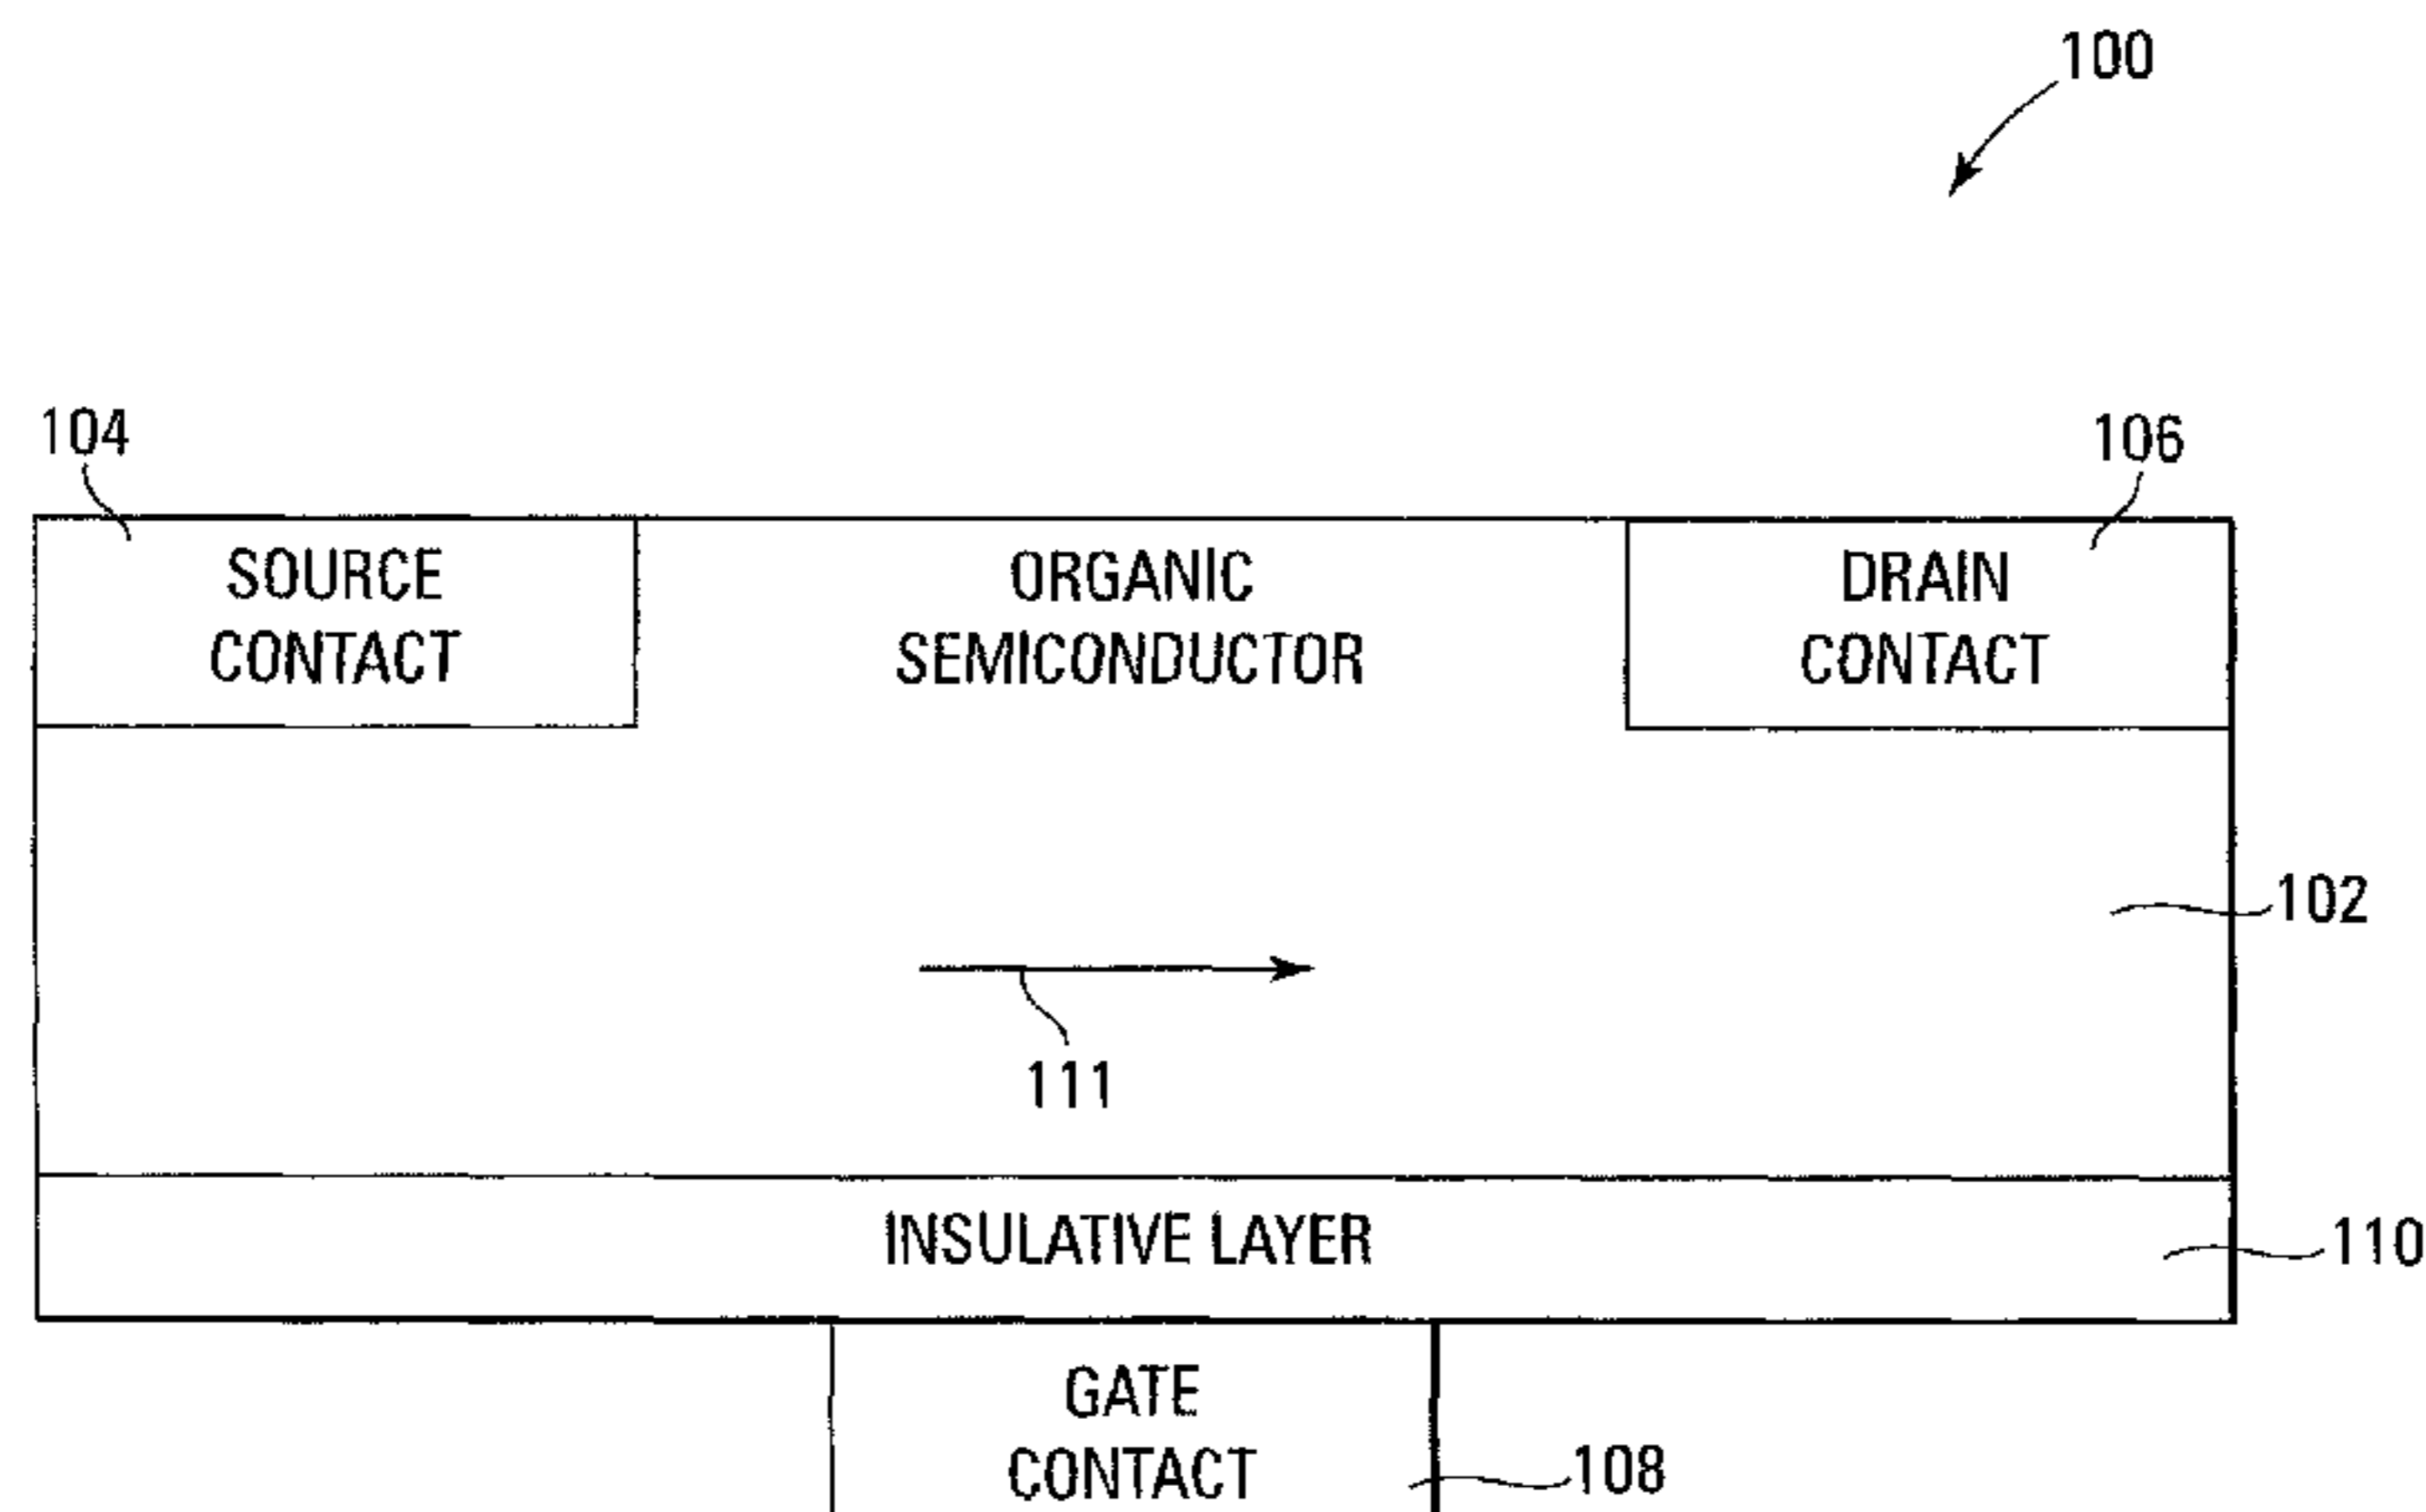 100
104
106
SOURCE
CONTACT
ORGANIC
SEMICONDUCTOR
DRAIN
CONTACT
102
111
INSULATIVE LAYER
110
GATE
CONTACT
108